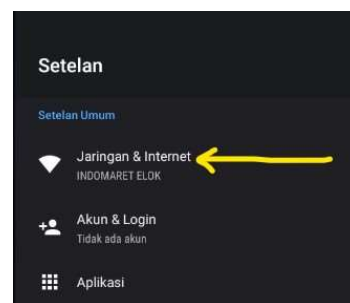 Setelan
Setelan Umum
Jaringan & Internet
INDOMARET ELOK
Akun & Login
Tidak ada akun
Aplikasi